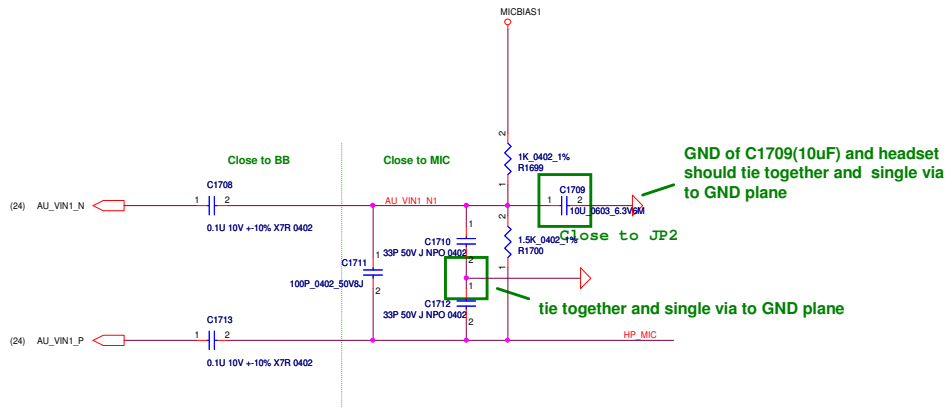 MICBIAS1
2
1K_0402_1%
R1699
1
GND of C1709(10uF) and headset
should tie together and single via
to GND plane
Close to BB
Close to MIC
C1708
1 2
0.1U 10V +-10% X7R 0402
(24) AU_VIN1_N
AU_VIN1_N1
C1709
1 2
10U_0603_6.3V6M
Close to JP2
2
1.5K_0402_1%
R1700
1
1
C1710
33P 50V J NPO 0402
2
1
C1711
100P_0402_50V8J
2
1
C1712
33P 50V J NPO 0402
2
tie together and single via to GND plane
C1713
1 2
0.1U 10V +-10% X7R 0402
(24) AU_VIN1_P
HP_MIC